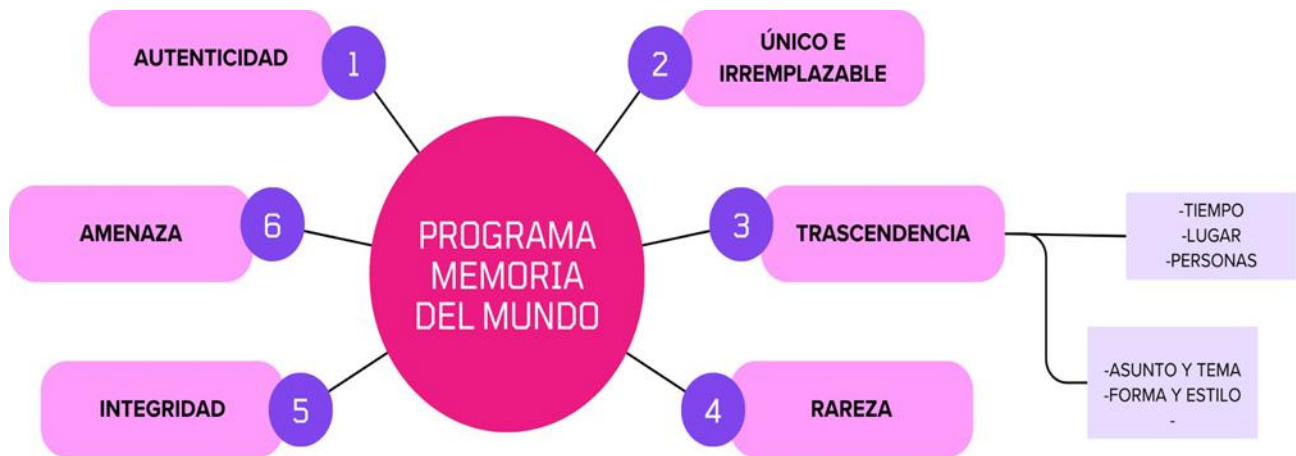 AUTENTICIDAD
1
2
ÚNICO E
IRREMPLAZABLE
AMENAZA
6
PROGRAMA
MEMORIA
DEL MUNDO
3
TRASCENDENCIA
-TIEMPO
-LUGAR
-PERSONAS
INTEGRIDAD
5
4
RAREZA
-ASUNTO Y TEMA
-FORMA Y ESTILO
-